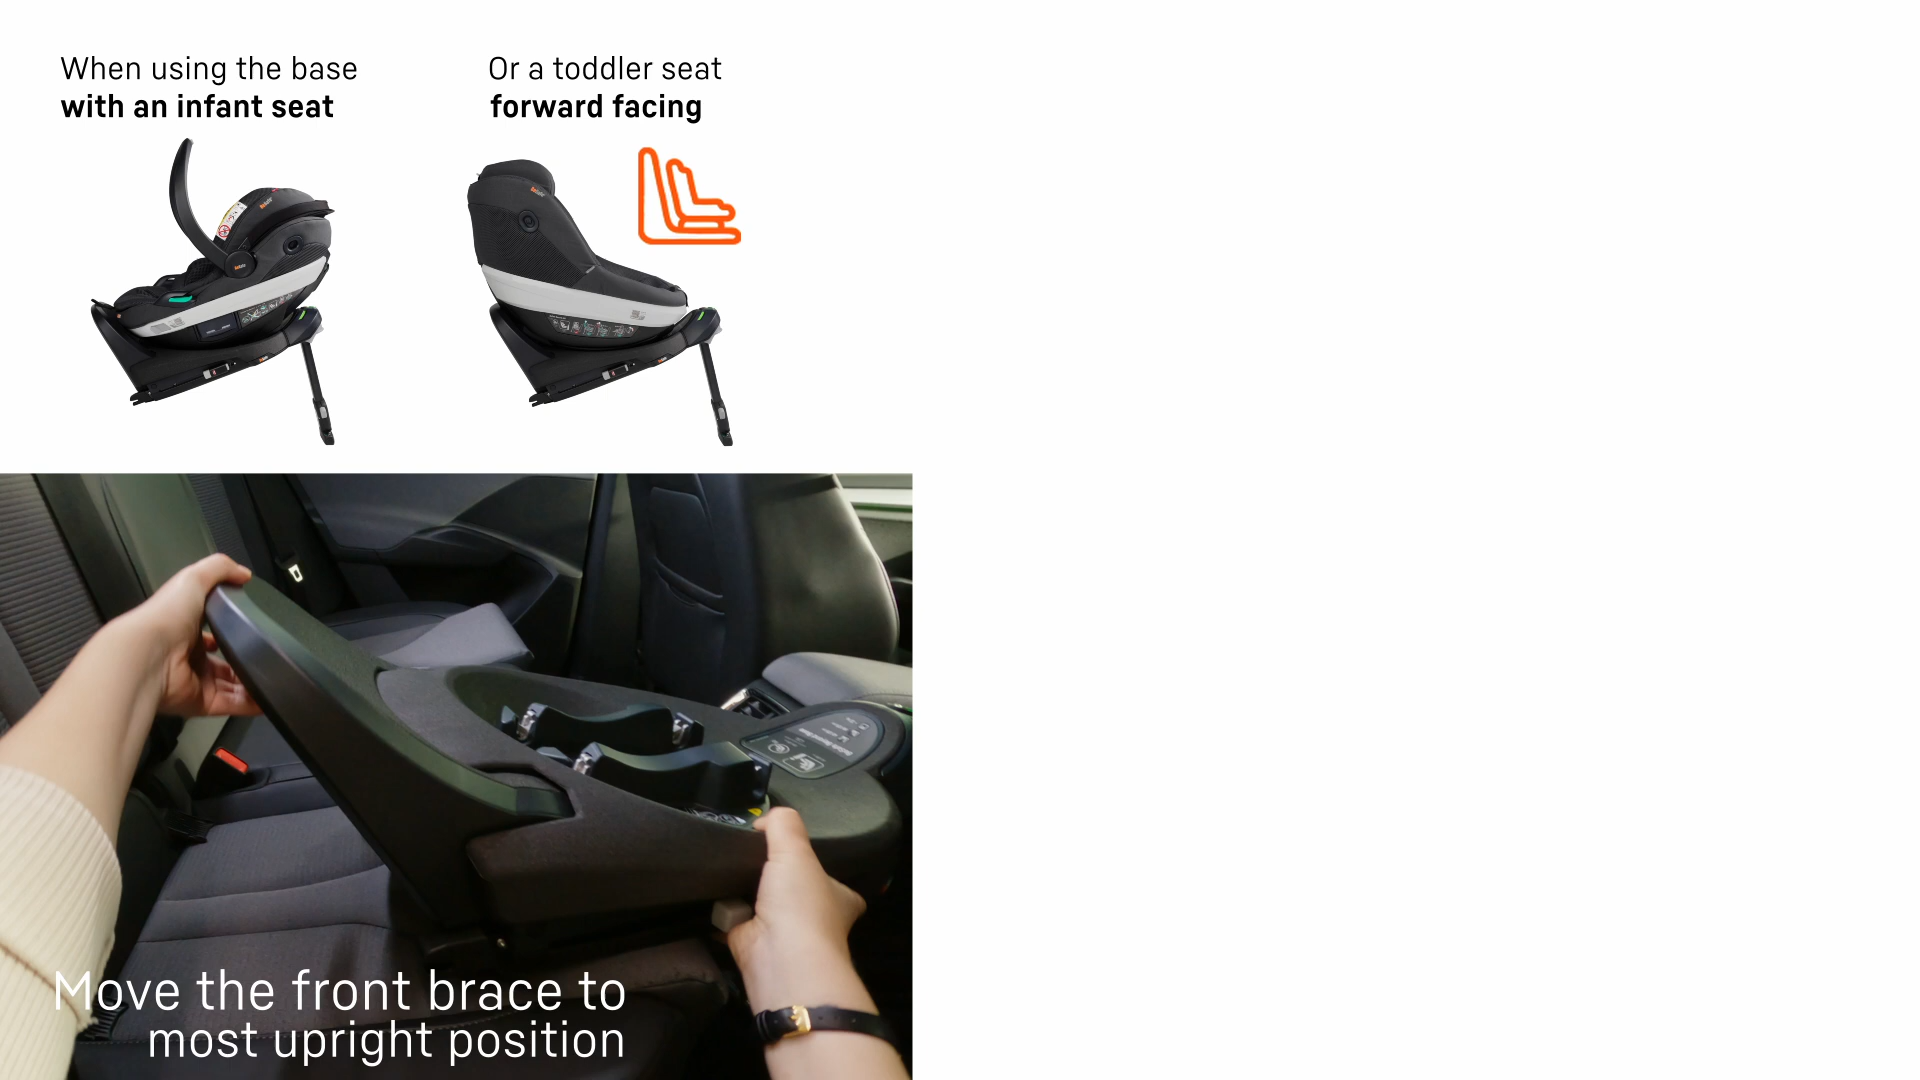 When using the base
with an infant seat
Or a toddler seat
forward facing
Move the front brace to
most upright position